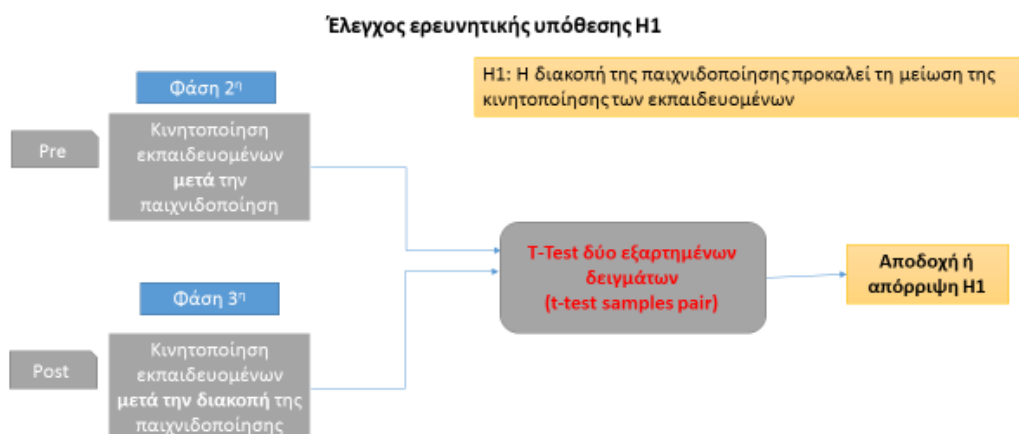 Έλεγχος ερευνητικής υπόθεσης Η1
Η1: Η διακοπή της παιχνιδοποίησης προκαλεί τη μείωση της
κινητοποίησης των εκπαιδευομένων
Φάση 2η
Pre
Κινητοποίηση
εκπαιδευομένων
μετά την
παιχνιδοποίηση
T-Test δύο εξαρτημένων
δειγμάτων
(t-test samples pair)
Αποδοχή ή
απόρριψη Η1
Φάση 3η
Post
Κινητοποίηση
εκπαιδευομένων
μετά την διακοπή της
παιχνιδοποίησης